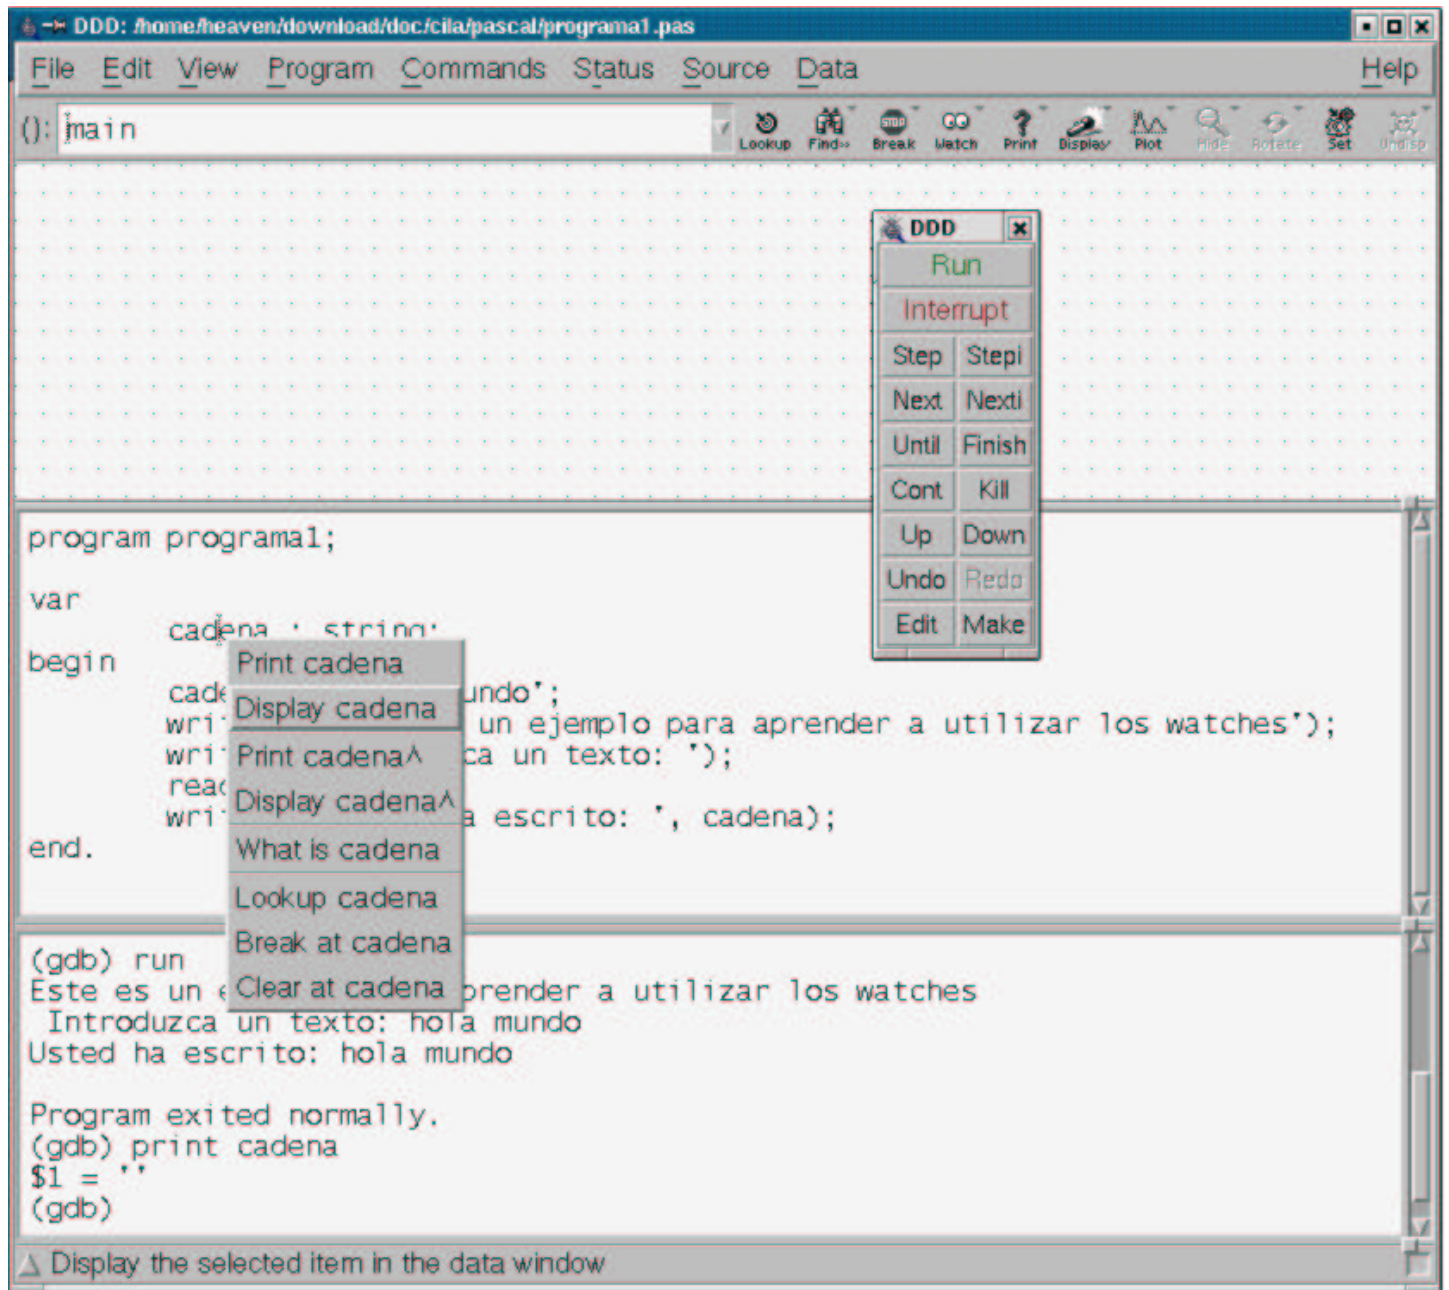 DDD: /home/heaven/download/doc/cila/pascal/programa1.pas
File Edit View Program Commands Status Source Data Help
(): main
Lookup Find>> Break Watch Print Display Plot Hide Rotate Set Undisp
DDD
Run
Interrupt
Step Stepi
Next Nexti
Until Finish
Cont Kill
Up Down
Undo Redo
Edit Make
program programa1;
var
cadena : string;
begin
cade undo';
wri un ejemplo para aprender a utilizar los watches');
wri ca un texto: ');
read
wri a escrito: ', cadena);
end.
Print cadena
Display cadena
Print cadena^
Display cadena^
What is cadena
Lookup cadena
Break at cadena
Clear at cadena
(gdb) run
Este es un e prender a utilizar los watches
Introduzca un texto: hola mundo
Usted ha escrito: hola mundo
Program exited normally.
(gdb) print cadena
$1 = ''
(gdb)
Display the selected item in the data window